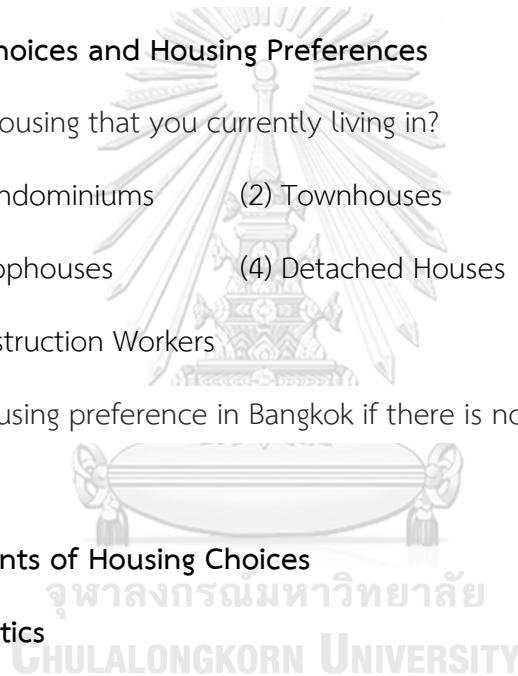 hoices and Housing Preferences
ousing that you currently living in?
ndominiums (2) Townhouses
ophouses (4) Detached Houses
struction Workers
using preference in Bangkok if there is no
nts of Housing Choices
จุฬาลงกรณ์มหาวิทยาลัย
tics
CHULALONGKORN UNIVERSITY